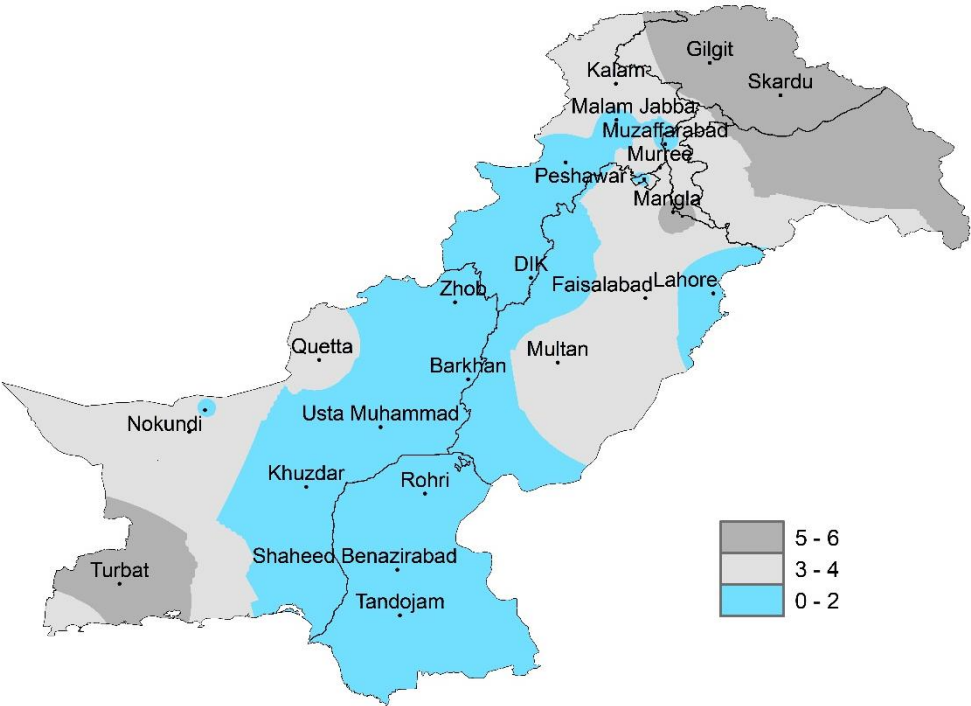 Gilgit
Kalam
Skardu
Malam Jabba
Muzaffarabad
Murree
Peshawar
Mangla
DIK
Faisalabad
Lahore
Zhob
Quetta
Multan
Barkhan
Usta Muhammad
Nokundi
Khuzdar
Rohri
5 - 6
3 - 4
0 - 2
Shaheed Benazirabad
Turbat
Tandojam